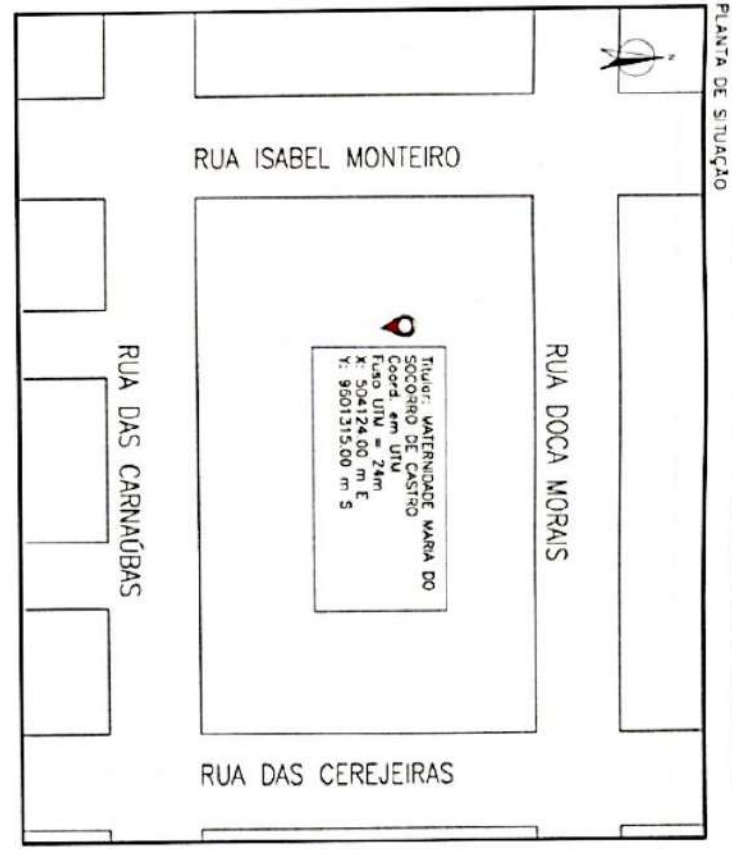 PLANTA DE SITUAÇÃO
N
RUA ISABEL MONTEIRO
RUA DOCA MORAIS
Titular: MATERNIDADE MARIA DO
SOCORRO DE CASTRO
Coord. em UTM
Fuso UTM = 24m
X: 504124.00 m E
Y: 9601315.00 m S
RUA DAS CARNAÚBAS
RUA DAS CEREJEIRAS